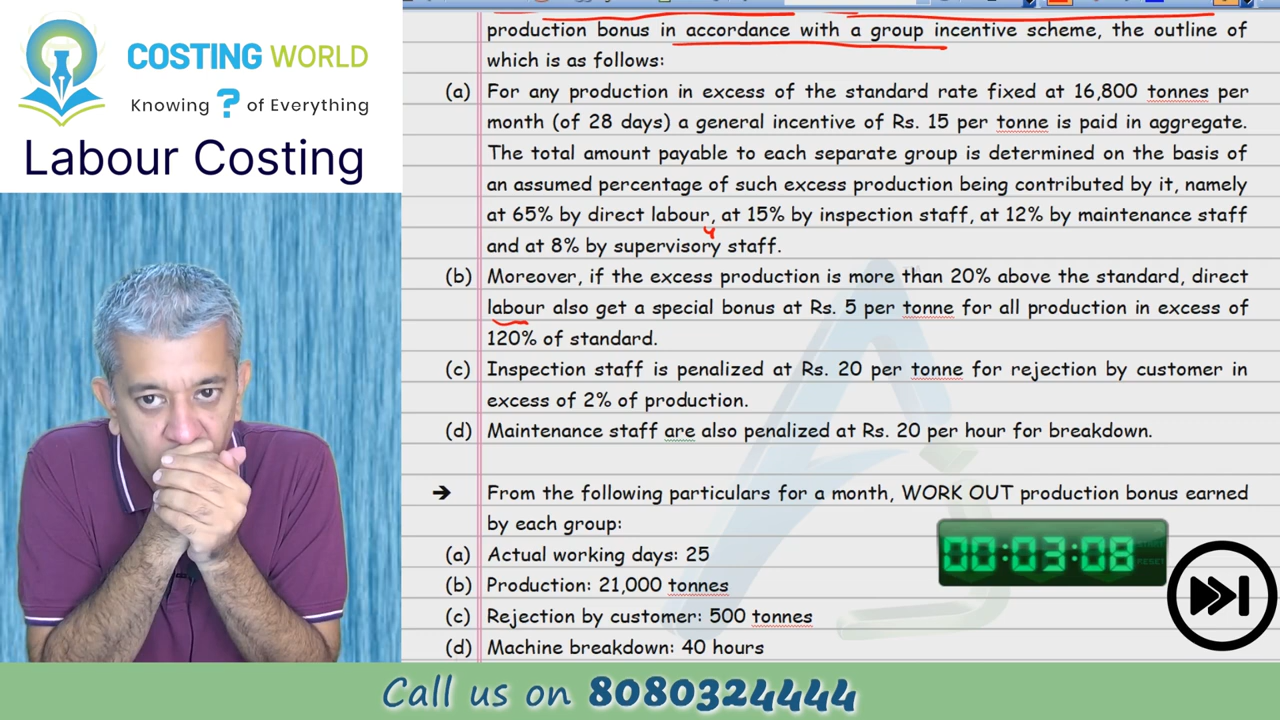 COSTING WORLD
Knowing ? of Everything
Labour Costing
production bonus in accordance with a group incentive scheme, the outline of
which is as follows:
(a) For any production in excess of the standard rate fixed at 16,800 tonnes per
month (of 28 days) a general incentive of Rs. 15 per tonne is paid in aggregate.
The total amount payable to each separate group is determined on the basis of
an assumed percentage of such excess production being contributed by it, namely
at 65% by direct labour, at 15% by inspection staff, at 12% by maintenance staff
and at 8% by supervisory staff.
(b) Moreover, if the excess production is more than 20% above the standard, direct
labour also get a special bonus at Rs. 5 per tonne for all production in excess of
120% of standard.
(c) Inspection staff is penalized at Rs. 20 per tonne for rejection by customer in
excess of 2% of production.
(d) Maintenance staff are also penalized at Rs. 20 per hour for breakdown.
➔ From the following particulars for a month, WORK OUT production bonus earned
by each group:
(a) Actual working days: 25
(b) Production: 21,000 tonnes
(c) Rejection by customer: 500 tonnes
(d) Machine breakdown: 40 hours
00:03:08
Call us on 8080324444